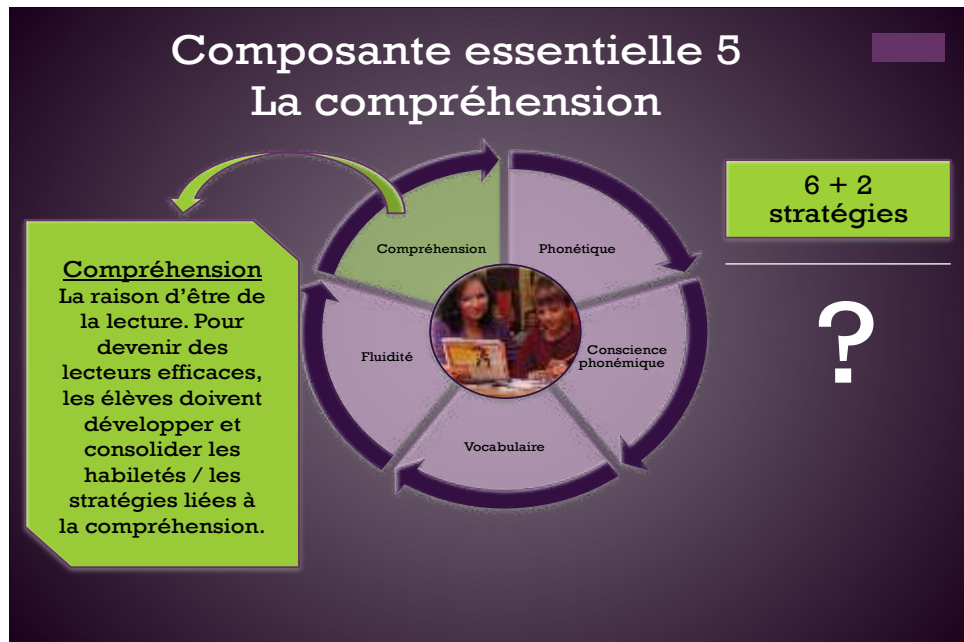 Composante essentielle 5
La compréhension
6 + 2
stratégies
?
Compréhension
Phonétique
Conscience
phonémique
Vocabulaire
Fluidité
Compréhension
La raison d’être de
la lecture. Pour
devenir des
lecteurs efficaces,
les élèves doivent
développer et
consolider les
habiletés / les
stratégies liées à
la compréhension.